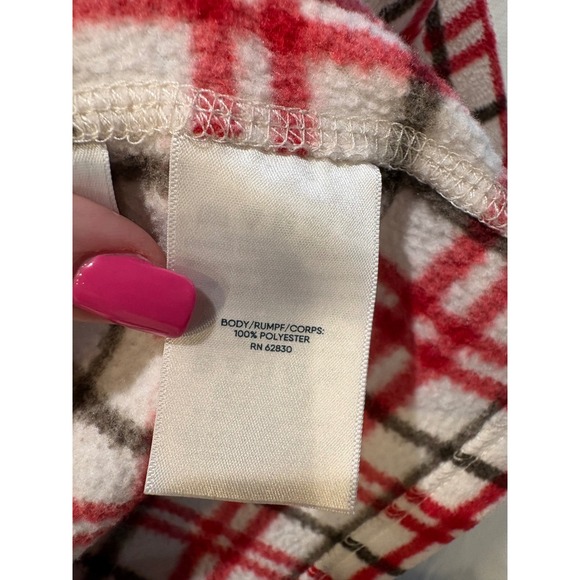 BODY/RUMPF/CORPS:
100% POLYESTER
RN 62830